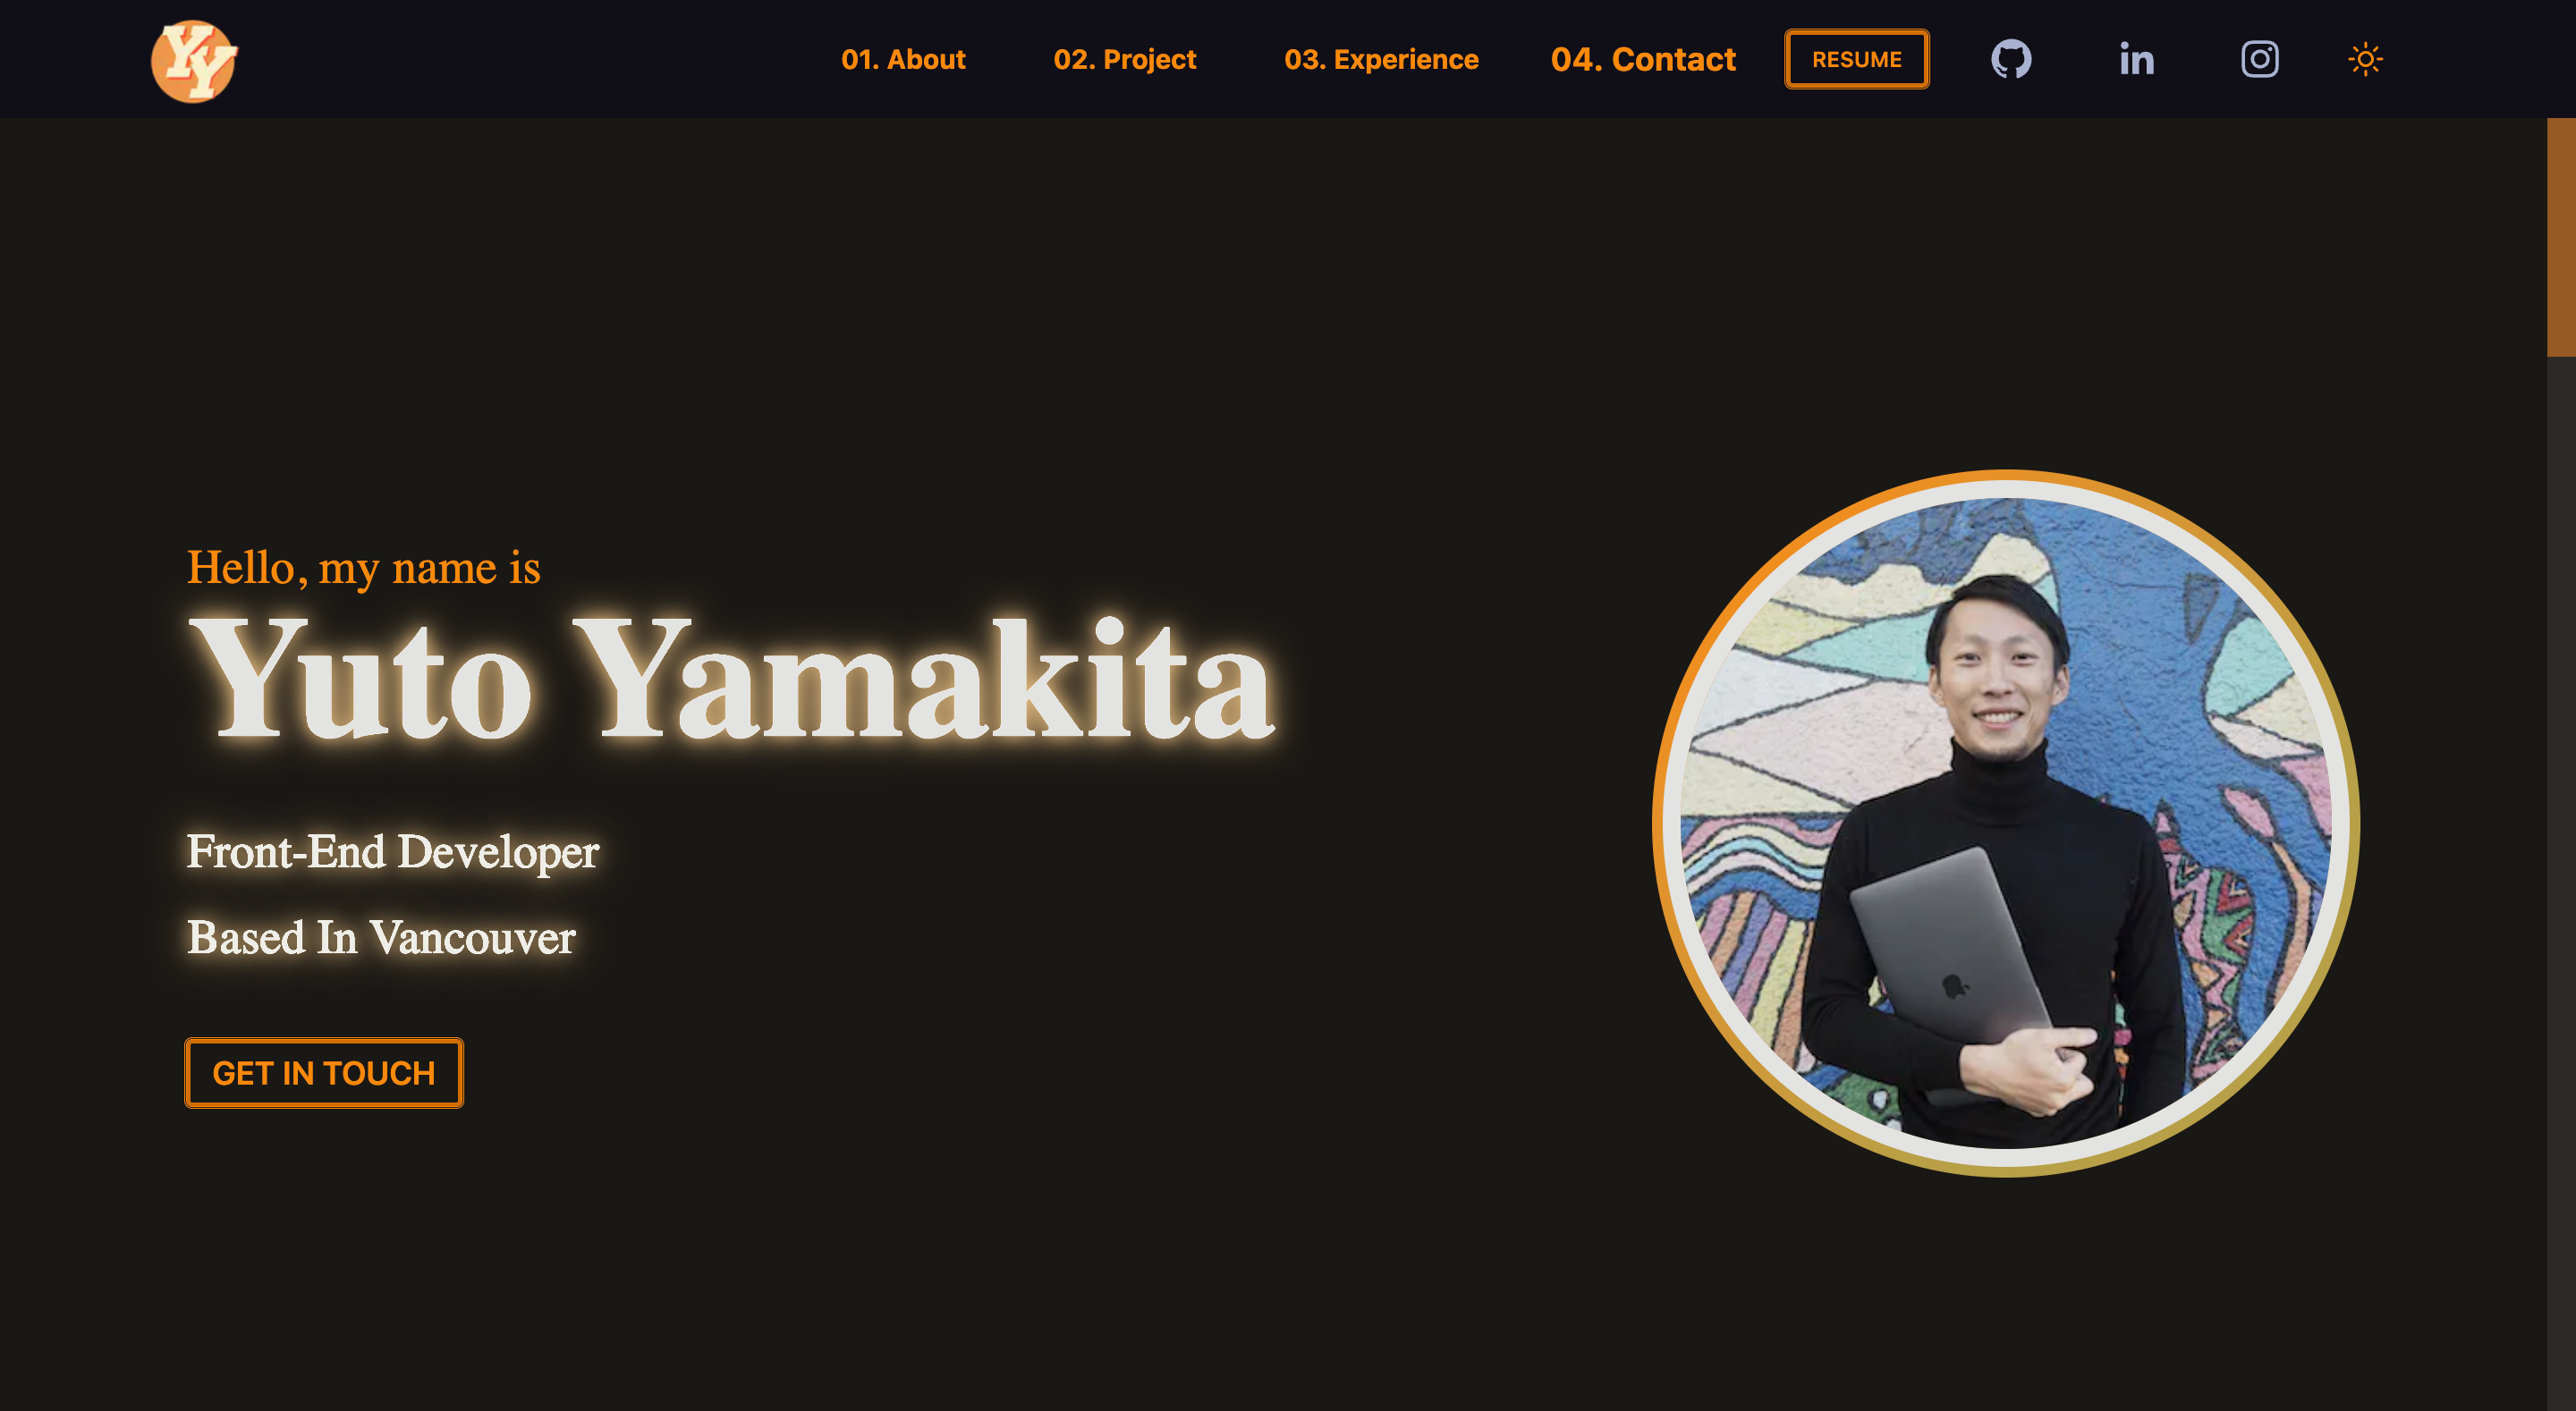 YY
01. About
02. Project
03. Experience
04. Contact
RESUME
in
Hello, my name is
Yuto Yamakita
Front-End Developer
Based In Vancouver
GET IN TOUCH